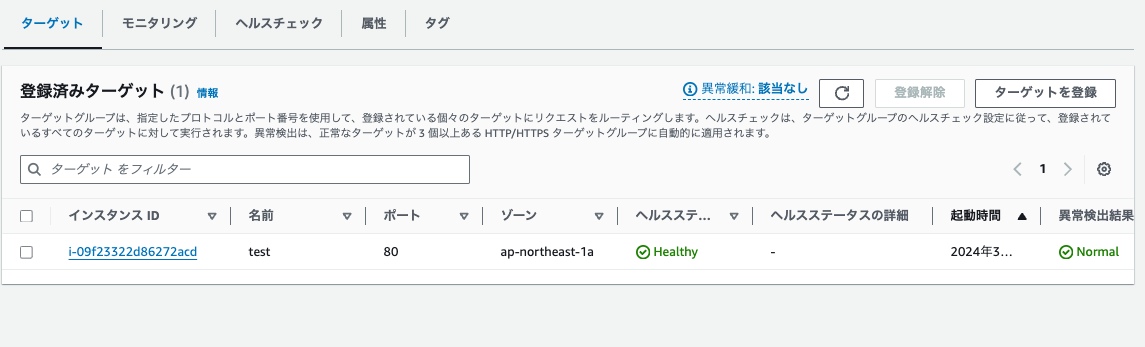 ターゲット モニタリング ヘルスチェック 属性 タグ
登録済みターゲット (1) 情報 異常緩和: 該当なし 登録解除 ターゲットを登録
ターゲットグループは、指定したプロトコルとポート番号を使用して、登録されている個々のターゲットにリクエストをルーティングします。ヘルスチェックは、ターゲットグループのヘルスチェック設定に従って、登録されて
いるすべてのターゲットに対して実行されます。異常検出は、正常なターゲットが 3 個以上ある HTTP/HTTPS ターゲットグループに自動的に適用されます。
ターゲット をフィルター 1
インスタンス ID 名前 ポート ゾーン ヘルスステ... ヘルスステータスの詳細 起動時間 異常検出結果
i-09f23322d86272acd test 80 ap-northeast-1a Healthy - 2024年3... Normal